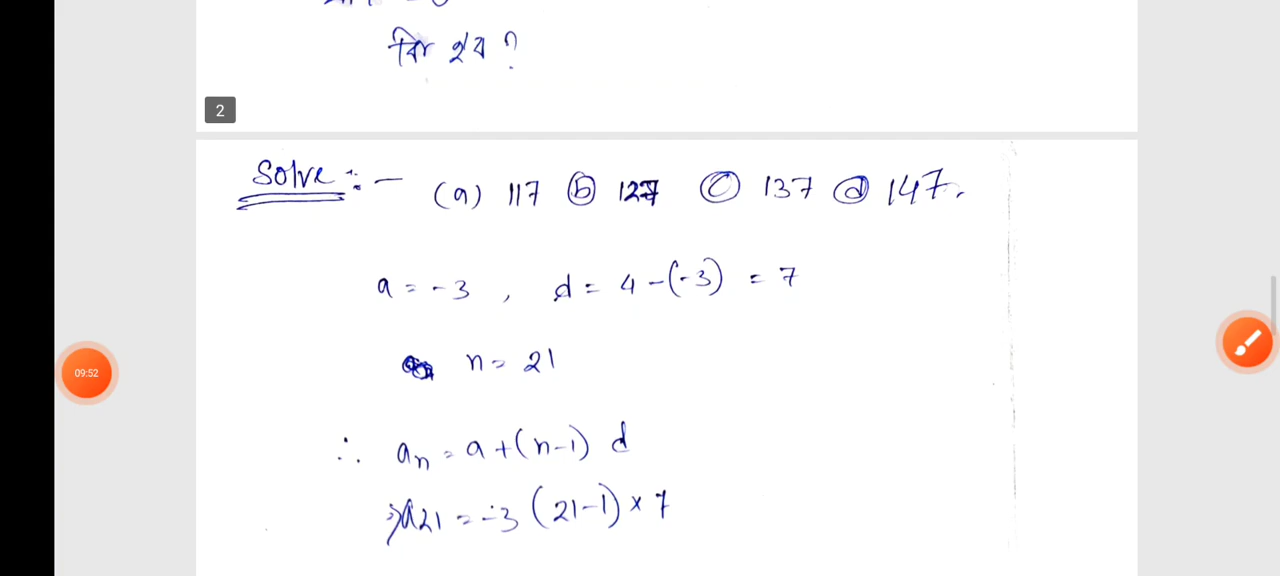 কি হব ?
2
Solve :- (a) 117 (b) 127 (c) 137 (d) 147.
a = -3 , d = 4 -(-3) = 7
n = 21
∴ an = a + (n-1) d
a21 = -3 (21-1) × 7
09:52